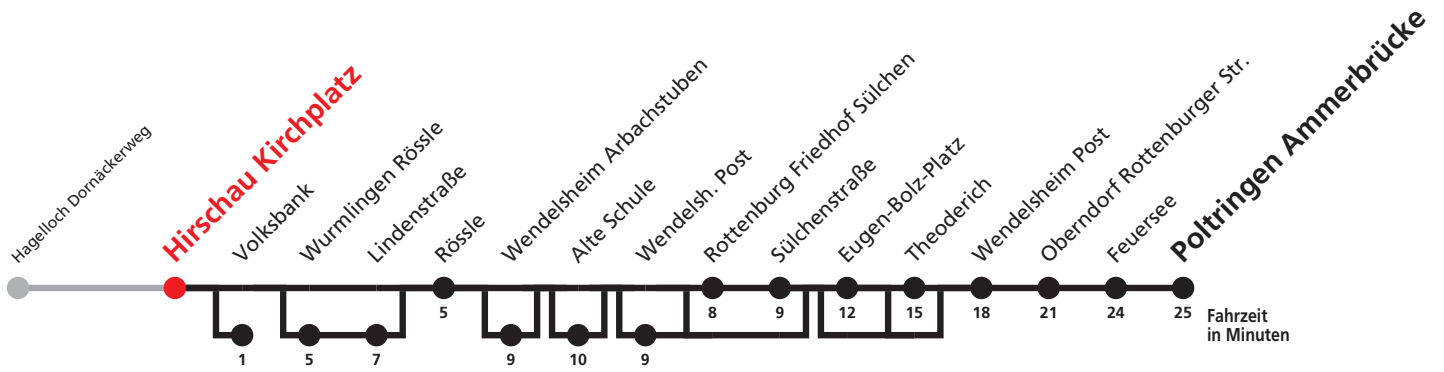 Hagelloch Dornäckerweg
Hirschau Kirchplatz
Volksbank
Wurmlingen Rössle
Lindenstraße
Rössle
Wendelsheim Arbachstuben
Alte Schule
Wendelsh. Post
Rottenburg Friedhof Sülchen
Sülchenstraße
Eugen-Bolz-Platz
Theoderich
Wendelsheim Post
Oberndorf Rottenburger Str.
Feuersee
Poltringen Ammerbrücke
5 8 9 12 15 18 21 24 25
Fahrzeit
in Minuten
1 5 7 9 10 9